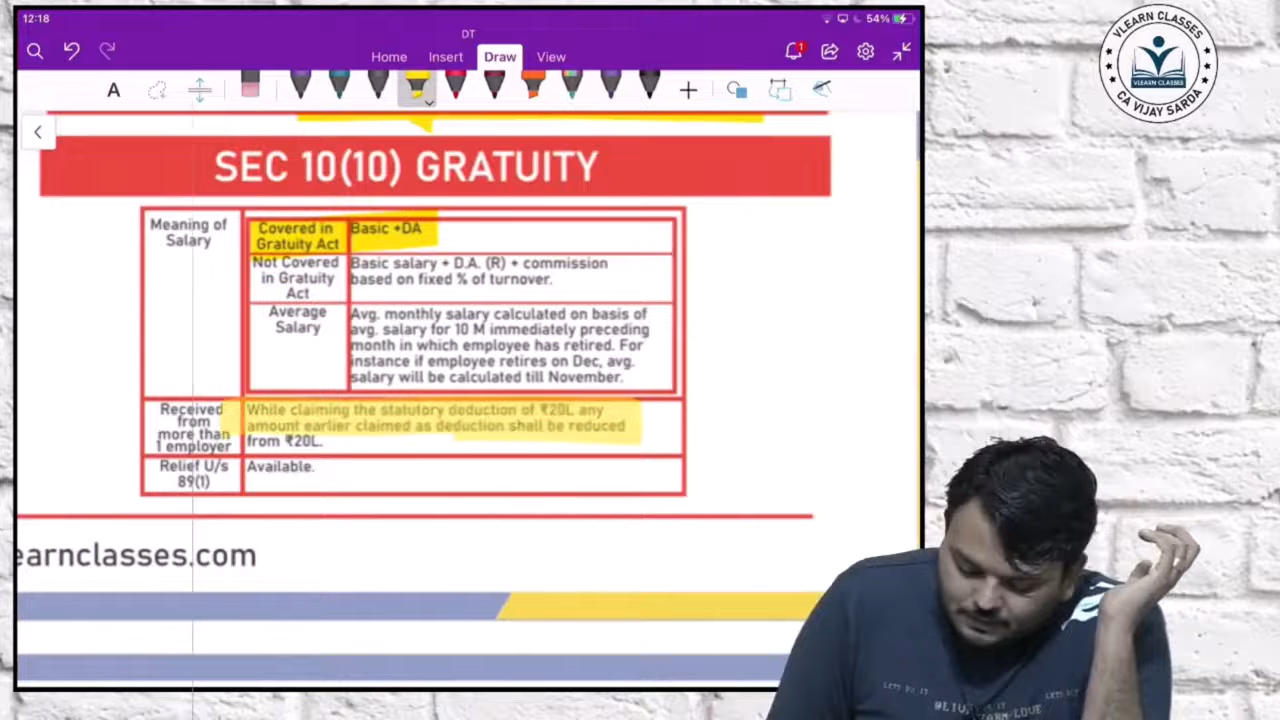 12:18
54%
DT
Home Insert Draw View
1
A
SEC 10(10) GRATUITY
Meaning of
Salary
Covered in
Gratuity Act
Basic +DA
Not Covered
in Gratuity
Act
Basic salary + D.A. (R) + commission
based on fixed % of turnover.
Average
Salary
Avg. monthly salary calculated on basis of
avg. salary for 10 M immediately preceding
month in which employee has retired. For
instance if employee retires on Dec, avg.
salary will be calculated till November.
Received
from
more than
1 employer
While claiming the statutory deduction of ₹20L any
amount earlier claimed as deduction shall be reduced
from ₹20L.
Relief U/s
89(1)
Available.
earnclasses.com
VLEARN CLASSES
VLEARN CLASSES
CA VIJAY SARDA